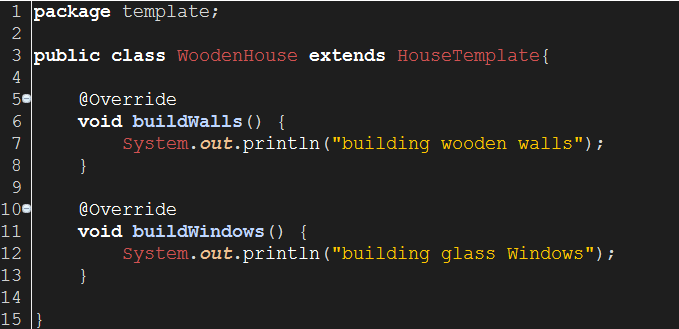 1 package template;
2
3 public class WoodenHouse extends HouseTemplate{
4
5 @Override
6 void buildWalls() {
7 System.out.println("building wooden walls");
8 }
9
10 @Override
11 void buildWindows() {
12 System.out.println("building glass Windows");
13 }
14
15 }